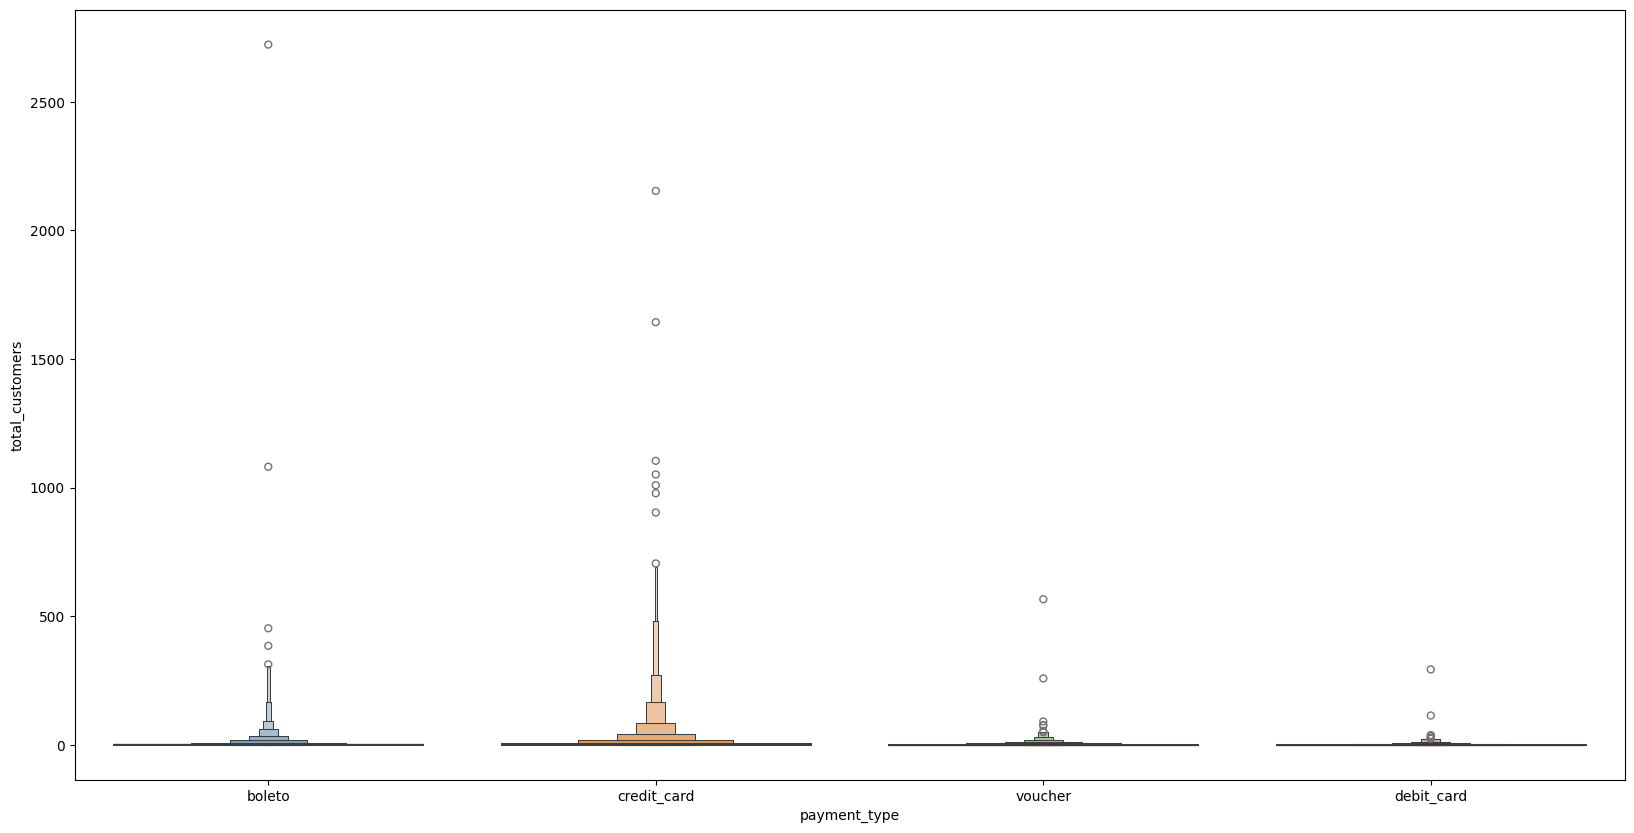 2500
2000
1500
1000
500
0
total_customers
boleto
credit_card
voucher
debit_card
payment_type